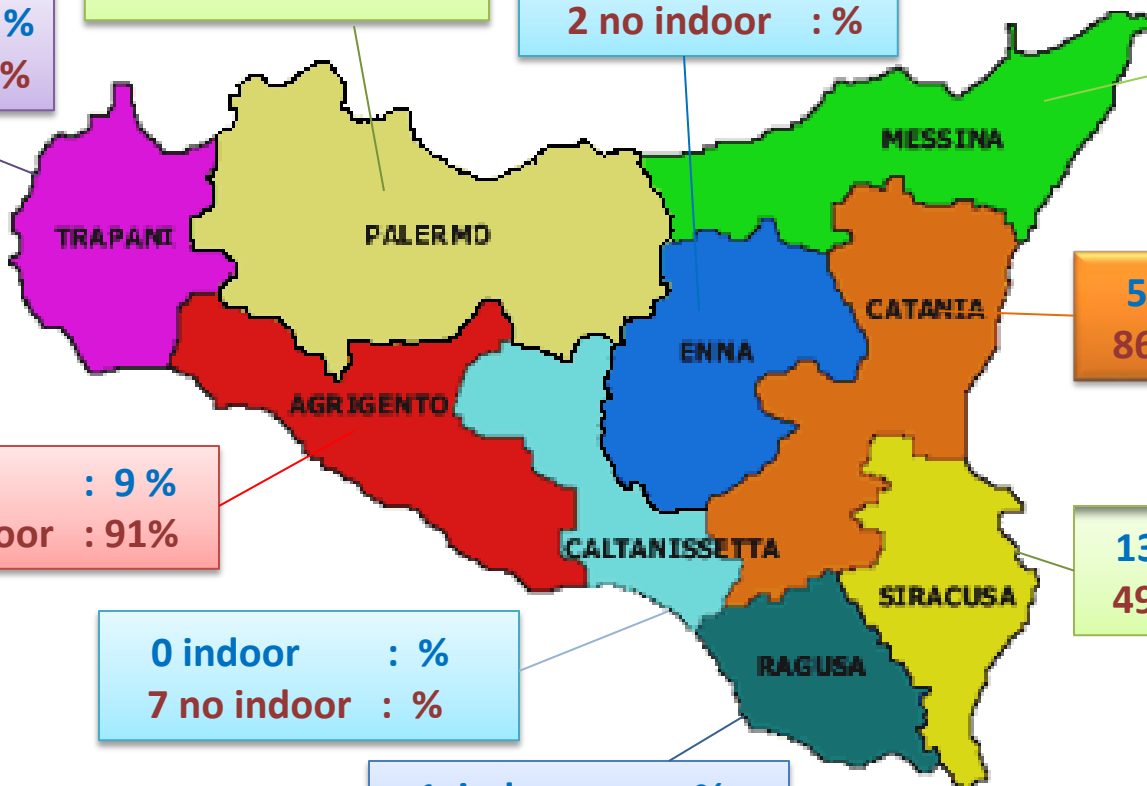 %
%
2 no indoor : %
MESSINA
TRAPANI
PALERMO
CATANIA
5
86
ENNA
AGRIGENTO
: 9 %
oor : 91%
CALTANISSETTA
13
49
SIRACUSA
0 indoor : %
7 no indoor : %
RAGUSA
%